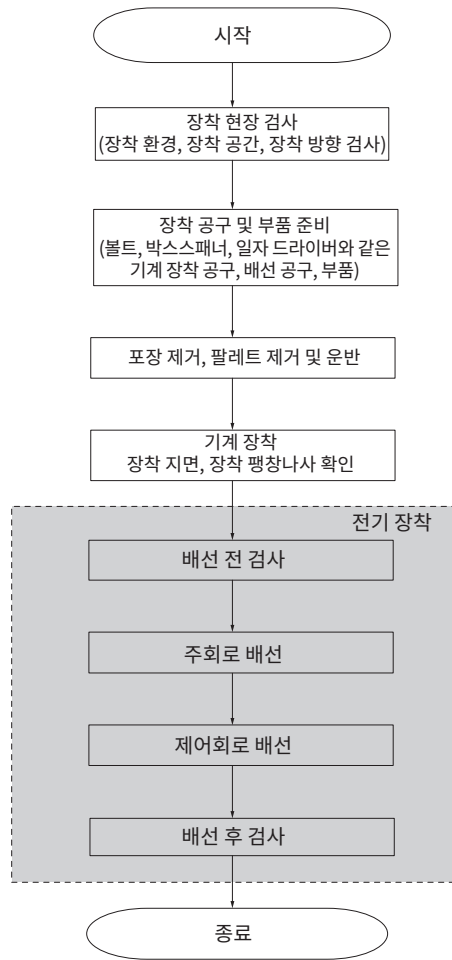 시작
장착 현장 검사
(장착 환경, 장착 공간, 장착 방향 검사)
장착 공구 및 부품 준비
(볼트, 박스스패너, 일자 드라이버와 같은
기계 장착 공구, 배선 공구, 부품)
포장 제거, 팔레트 제거 및 운반
기계 장착
장착 지면, 장착 팽창나사 확인
전기 장착
배선 전 검사
주회로 배선
제어회로 배선
배선 후 검사
종료